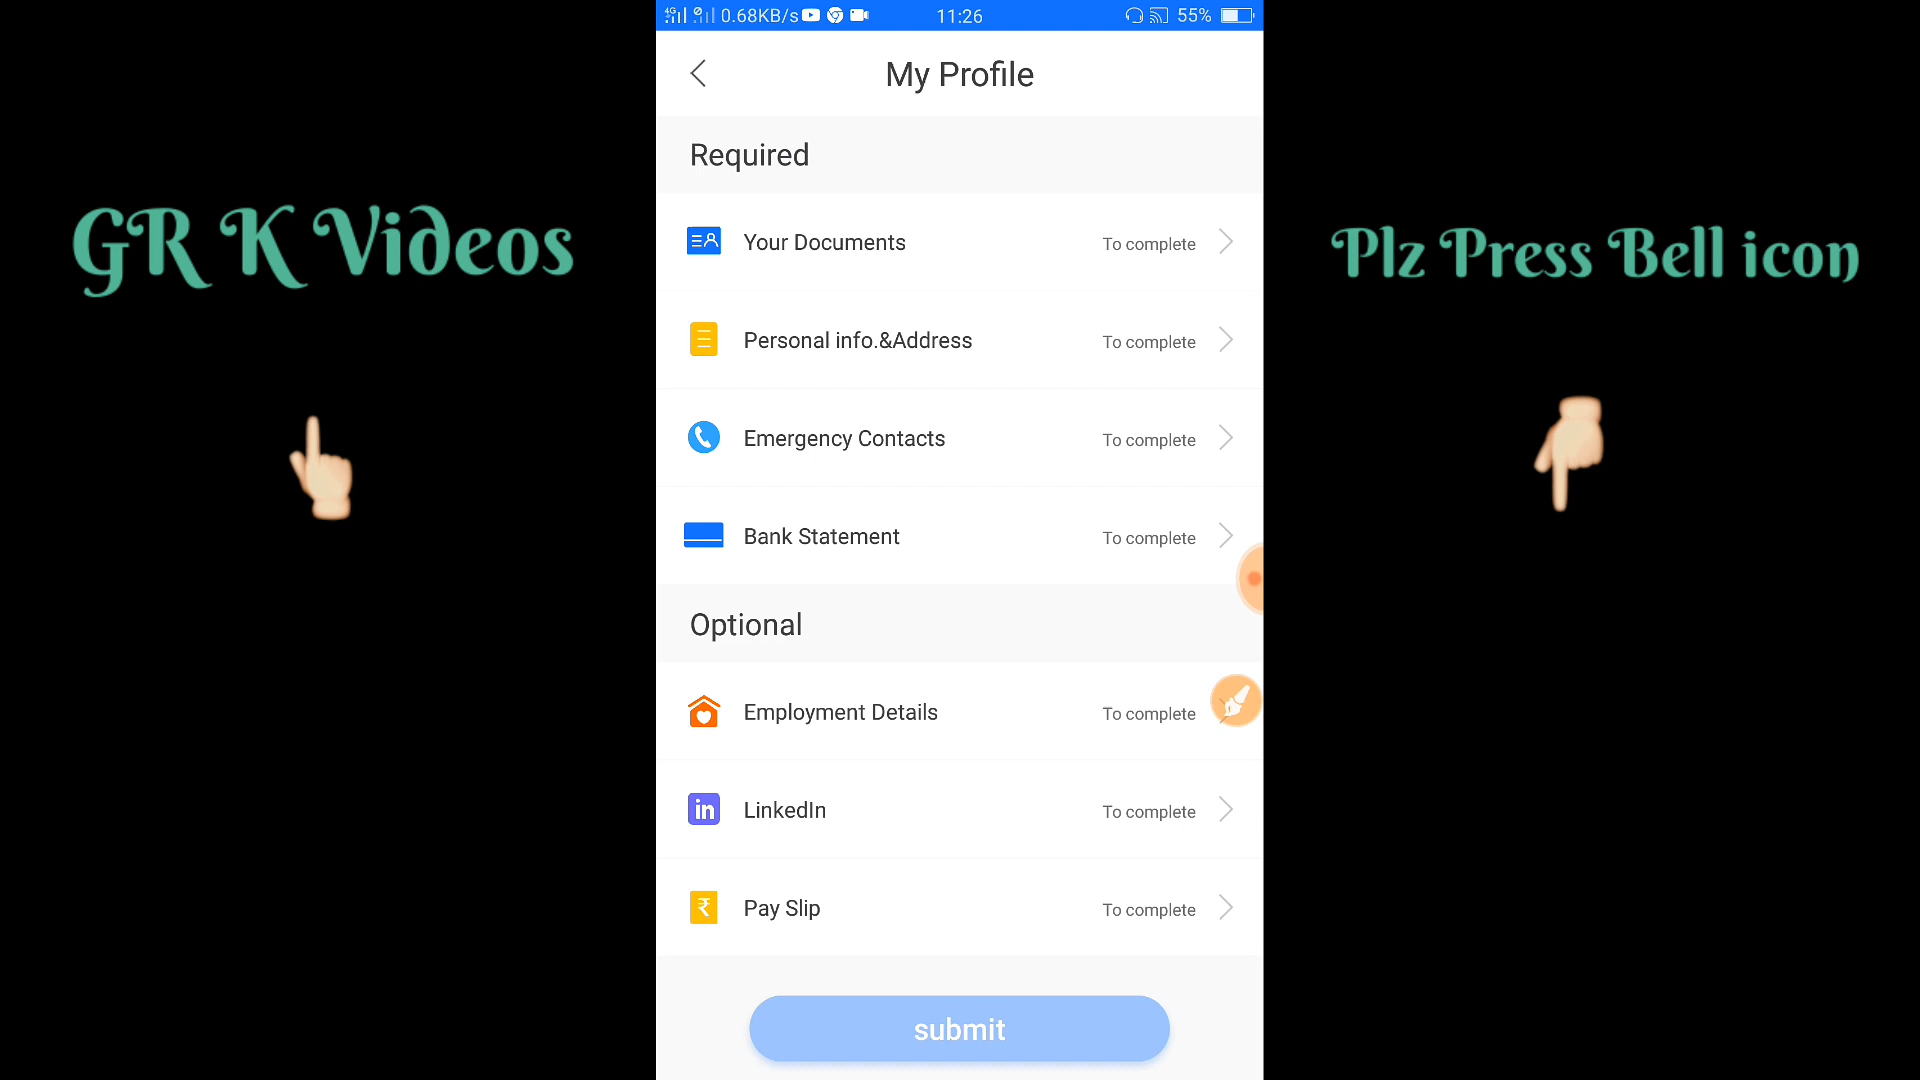 4G 0.68KB/s 11:26 55%
My Profile
Required
GR K Videos
Plz Press Bell icon
Your Documents To complete
Personal info.&Address To complete
Emergency Contacts To complete
Bank Statement To complete
Optional
Employment Details To complete
in LinkedIn To complete
₹ Pay Slip To complete
submit